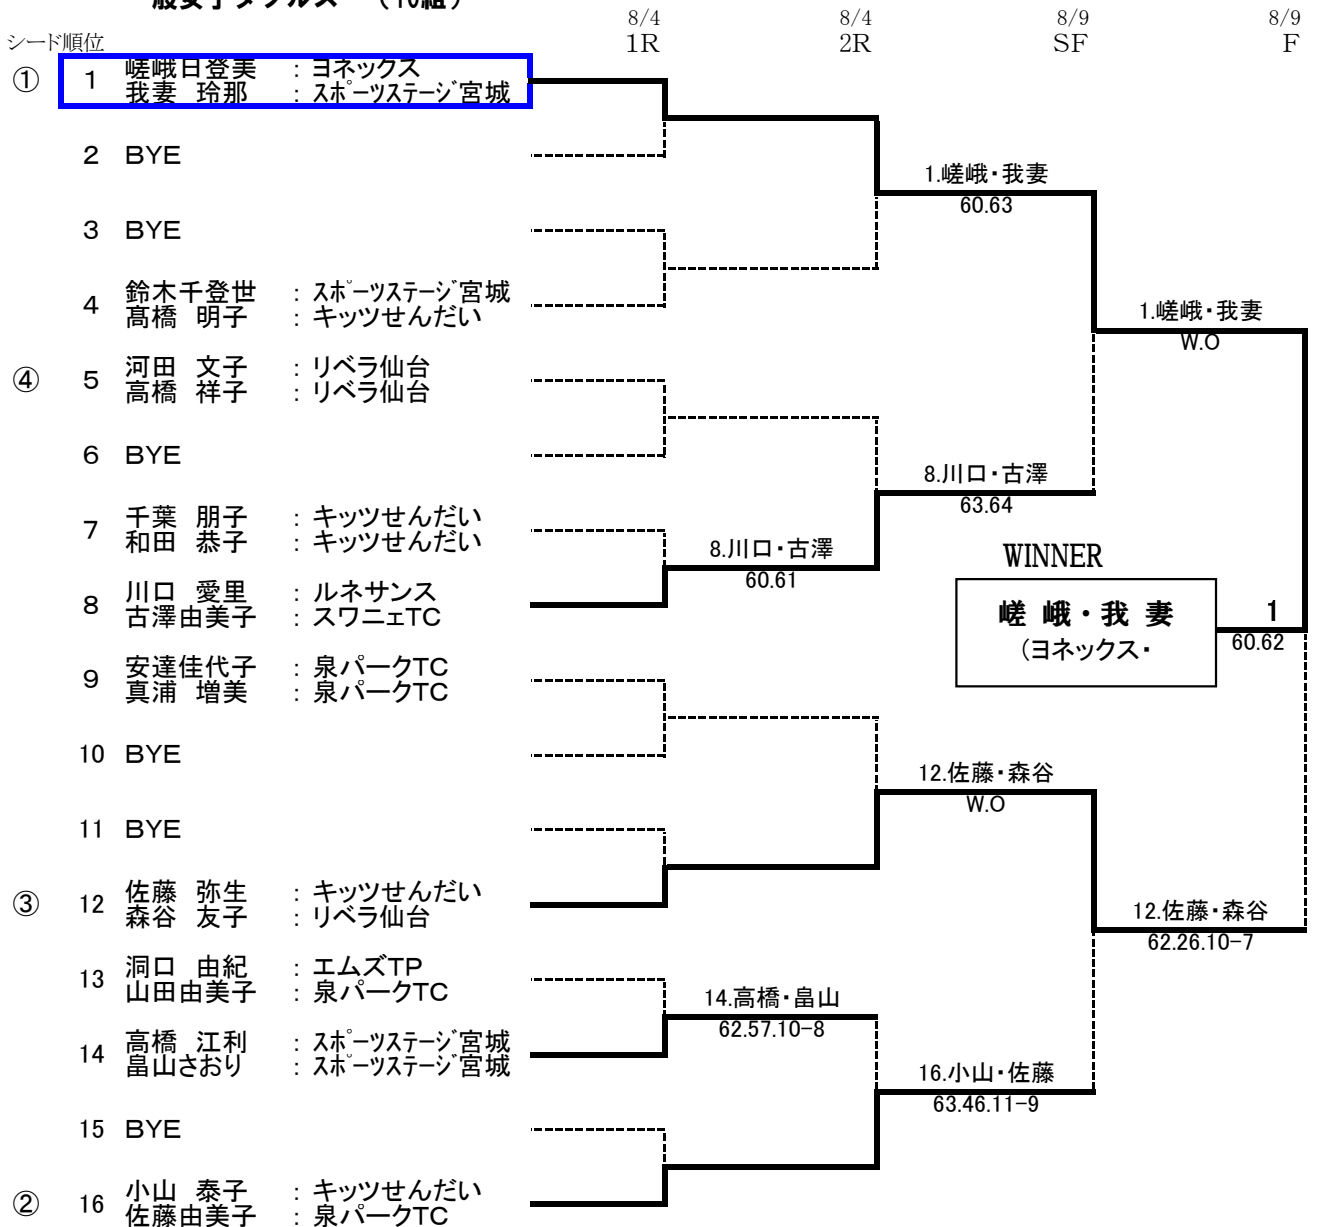 般女子ダブルス (10組)
8/4 8/4 8/9 8/9
シード順位 1R 2R SF F
① 1 嵯峨日登美 : ヨネックス
我妻 玲那 : スポーツステージ宮城
2 BYE
1.嵯峨・我妻
60.63
3 BYE
4 鈴木千登世 : スポーツステージ宮城
髙橋 明子 : キッツせんだい
1.嵯峨・我妻
W.O
④ 5 河田 文子 : リベラ仙台
高橋 祥子 : リベラ仙台
6 BYE
8.川口・古澤
63.64
7 千葉 朋子 : キッツせんだい
和田 恭子 : キッツせんだい
8.川口・古澤
60.61
WINNER
8 川口 愛里 : ルネサンス
古澤由美子 : スワニェTC
嵯 峨・我 妻
(ヨネックス・
1
60.62
9 安達佳代子 : 泉パークTC
真浦 増美 : 泉パークTC
10 BYE
12.佐藤・森谷
W.O
11 BYE
③ 12 佐藤 弥生 : キッツせんだい
森谷 友子 : リベラ仙台
12.佐藤・森谷
62.26.10-7
13 洞口 由紀 : エムズTP
山田由美子 : 泉パークTC
14.高橋・畠山
62.57.10-8
14 高橋 江利 : スポーツステージ宮城
畠山さおり : スポーツステージ宮城
16.小山・佐藤
63.46.11-9
15 BYE
② 16 小山 泰子 : キッツせんだい
佐藤由美子 : 泉パークTC